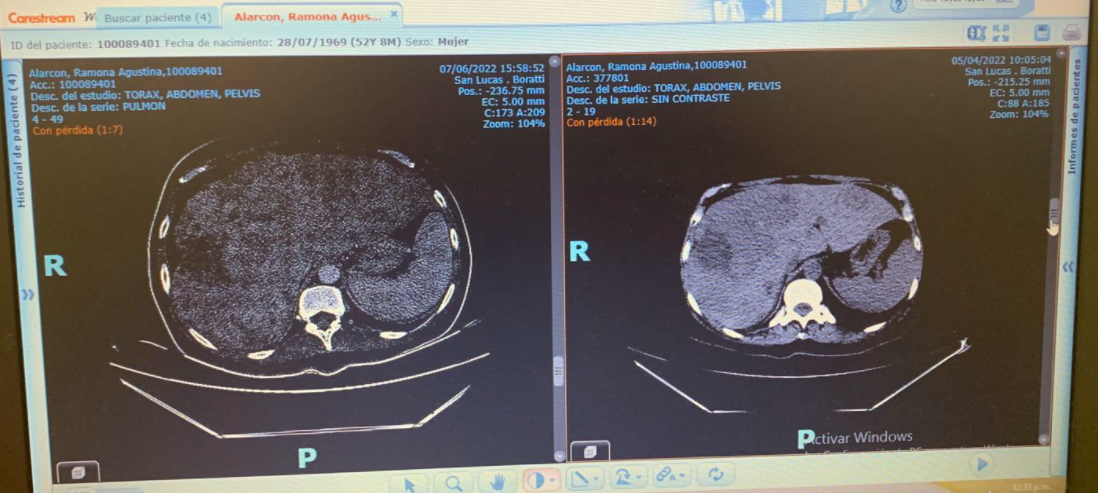 Carestream
Buscar paciente (4)
Alarcon, Ramona Agus... ×
ID del paciente: 100089401 Fecha de nacimiento: 28/07/1969 (52Y 8M) Sexo: Mujer
Historial de paciente (4)
Alarcon, Ramona Agustina,100089401
Acc.: 100089401
Desc. del estudio: TORAX, ABDOMEN, PELVIS
Desc. de la serie: PULMON
4 - 49
Con pérdida (1:7)
07/06/2022 15:58:52
San Lucas . Boratti
Pos.: -236.75 mm
EC: 5.00 mm
C:173 A:209
Zoom: 104%
R
P
Alarcon, Ramona Agustina,100089401
Acc.: 377801
Desc. del estudio: TORAX, ABDOMEN, PELVIS
Desc. de la serie: SIN CONTRASTE
2 - 19
Con pérdida (1:14)
05/04/2022 10:05:04
San Lucas . Boratti
Pos.: -215.25 mm
EC: 5.00 mm
C:88 A:185
Zoom: 104%
R
P
Informes de pacientes
Activar Windows
12:38 p.m.